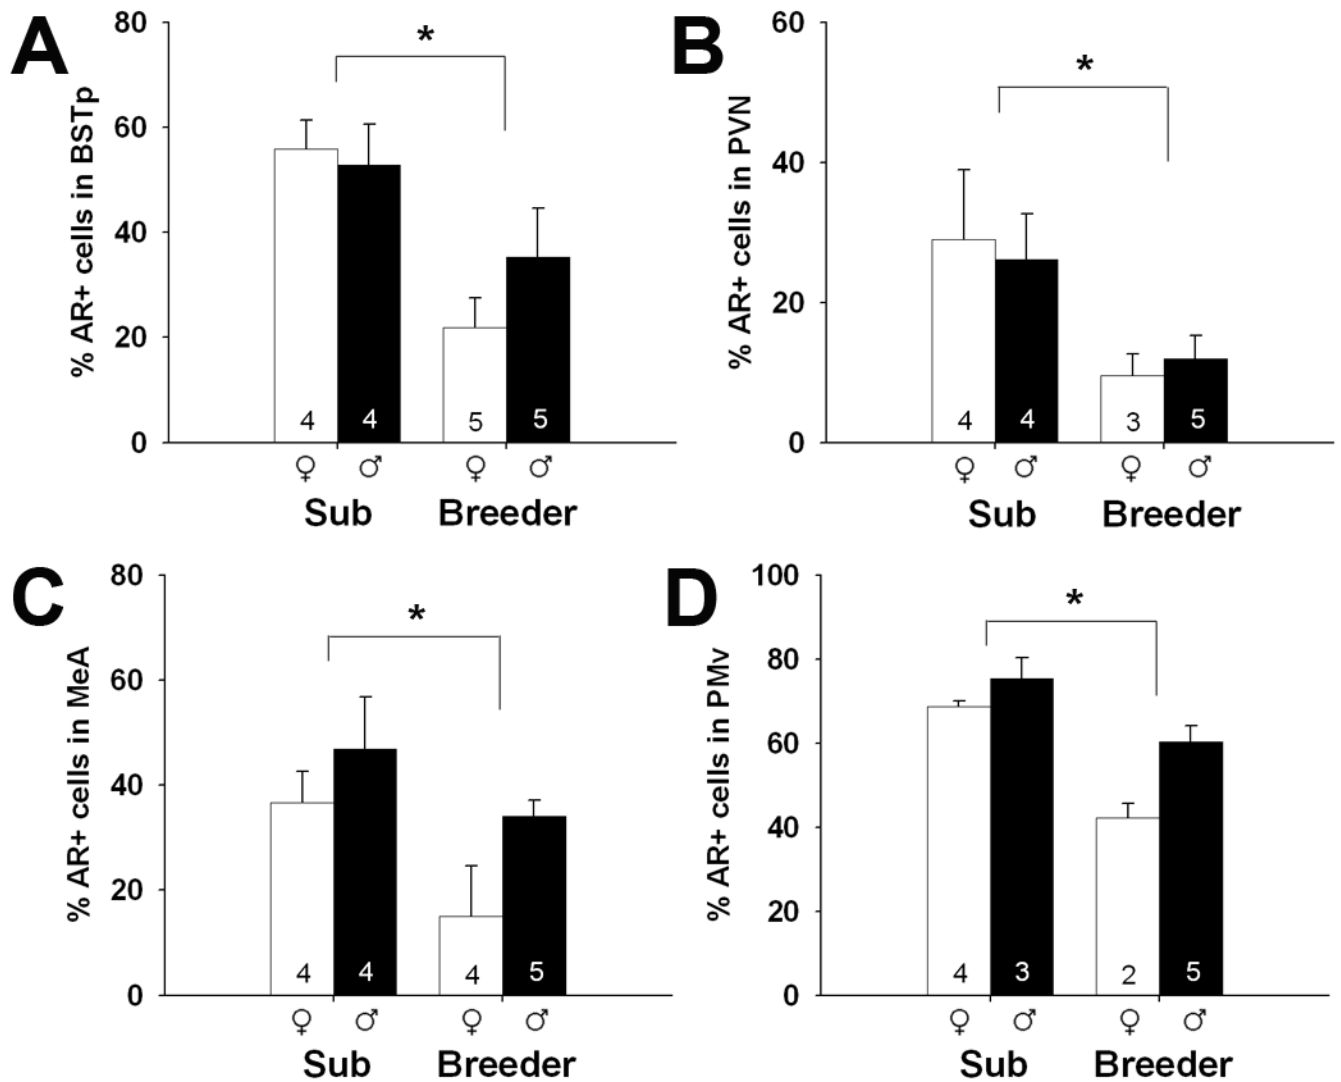 A
% AR+ cells in BSTp
80
60
40
20
0
*
4 4 5 5
♀ ♂ ♀ ♂
Sub Breeder
B
% AR+ cells in PVN
60
40
20
0
*
4 4 3 5
♀ ♂ ♀ ♂
Sub Breeder
C
% AR+ cells in MeA
80
60
40
20
0
*
4 4 4 5
♀ ♂ ♀ ♂
Sub Breeder
D
% AR+ cells in PMv
100
80
60
40
20
0
*
4 3 2 5
♀ ♂ ♀ ♂
Sub Breeder